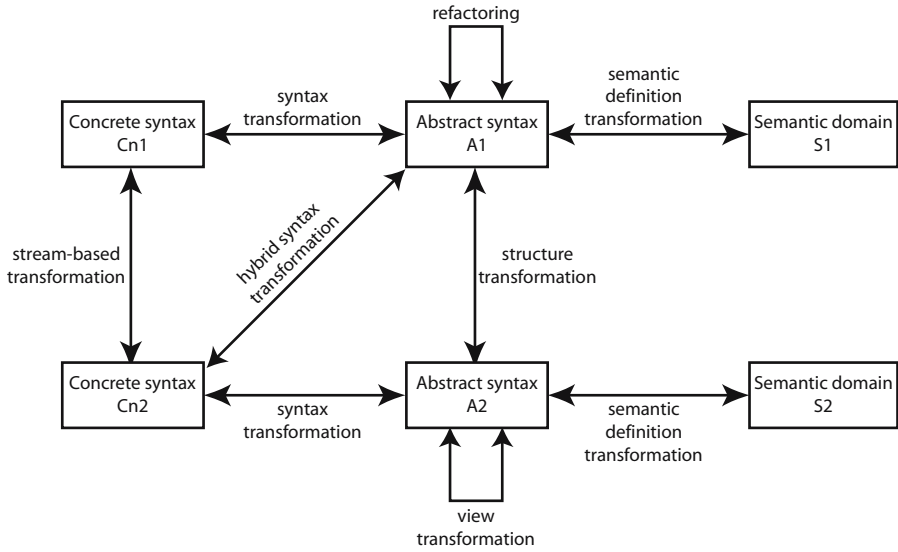 refactoring
syntax
transformation
semantic
definition
transformation
Concrete syntax
Cn1
Abstract syntax
A1
Semantic domain
S1
stream-based
transformation
hybrid syntax
transformation
structure
transformation
Concrete syntax
Cn2
Abstract syntax
A2
Semantic domain
S2
syntax
transformation
semantic
definition
transformation
view
transformation